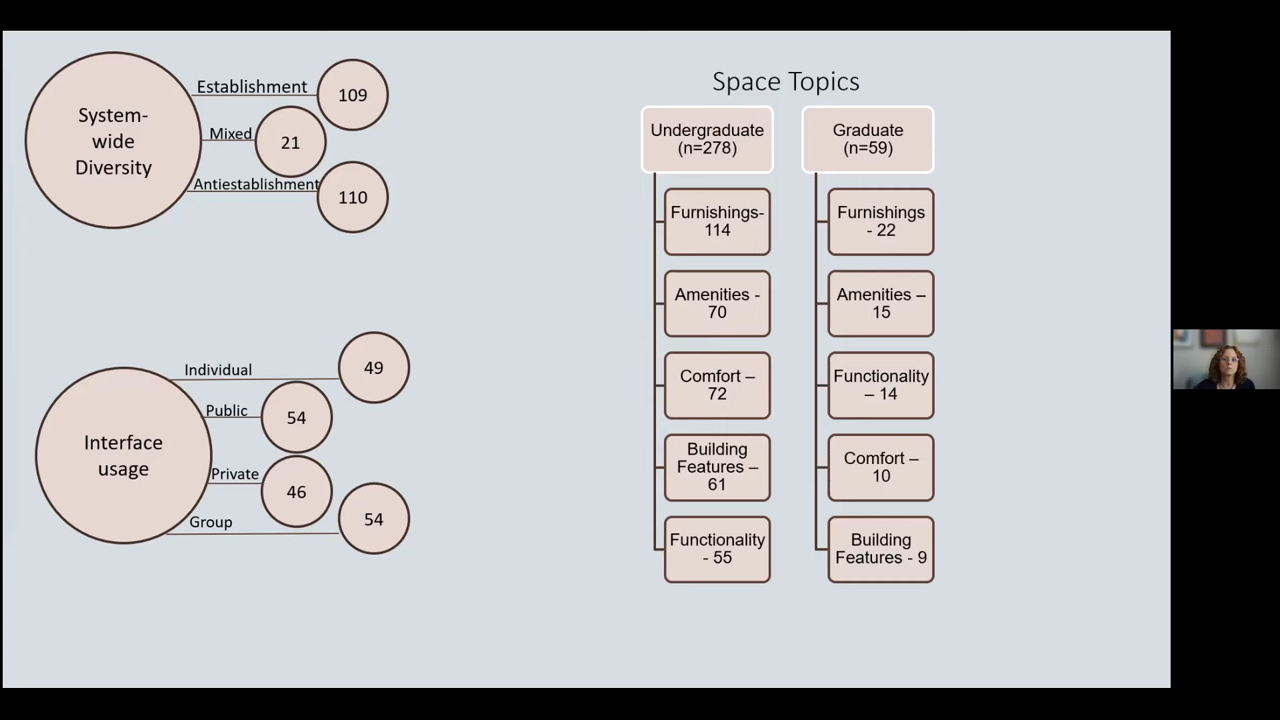 System-
wide
Diversity
Establishment
109
Mixed
21
Antiestablishment
110
Interface
usage
Individual
49
Public
54
Private
46
Group
54
Space Topics
Undergraduate
(n=278)
Furnishings-
114
Amenities -
70
Comfort –
72
Building
Features –
61
Functionality
- 55
Graduate
(n=59)
Furnishings
- 22
Amenities –
15
Functionality
– 14
Comfort –
10
Building
Features - 9